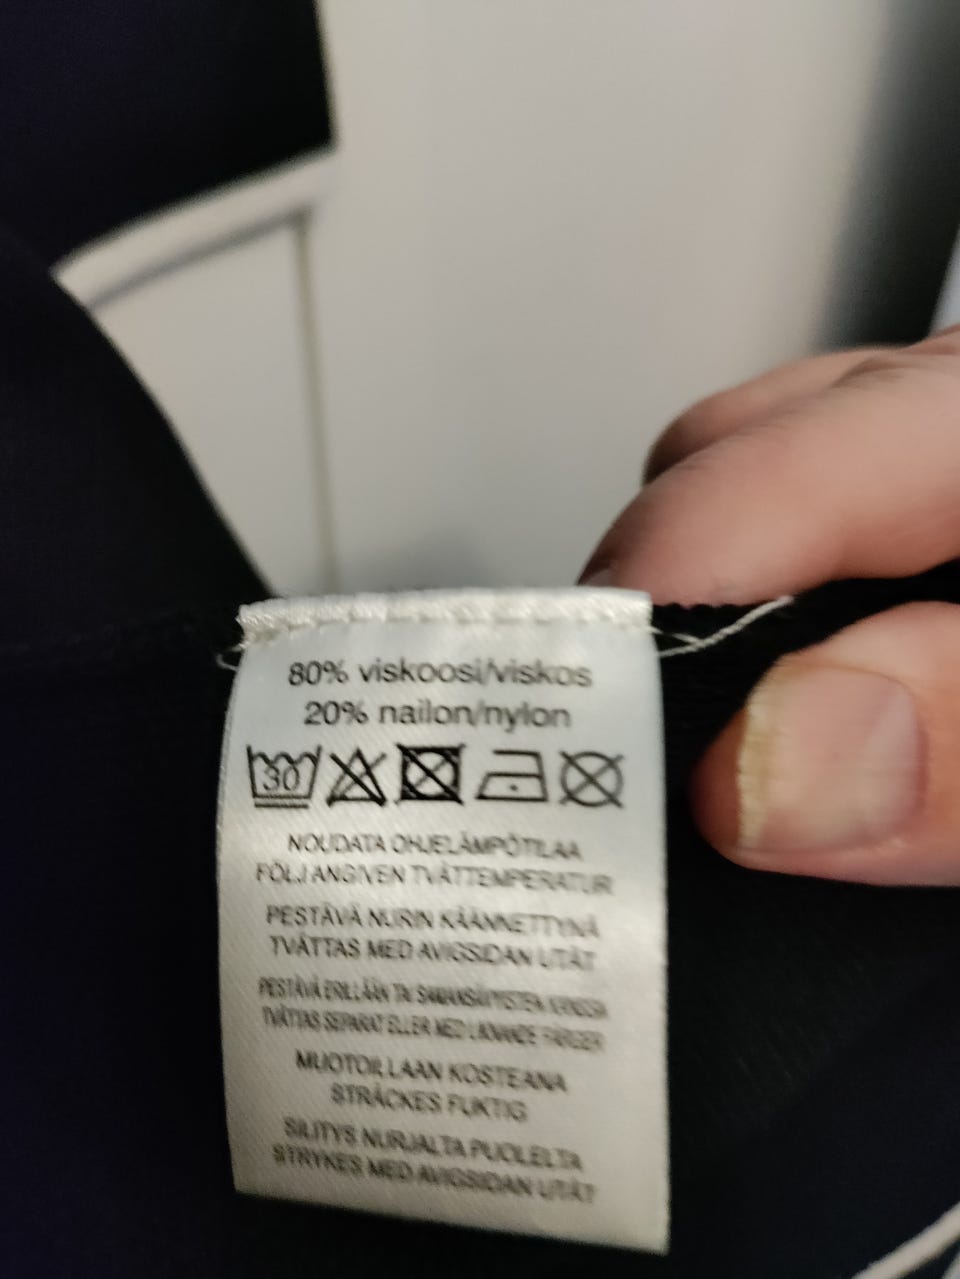 80% viskoosi/viskos
20% nailon/nylon
30
NOUDATA OHJELÄMPÖTILAA
FÖLJ ANGIVEN TVÄTTEMPERATUR
PESTÄVÄ NURIN KÄÄNNETTYNÄ
TVÄTTAS MED AVIGSIDAN UTÅT
PESTÄVÄ ERILLÄÄN TAI SAMANSÄVYISTEN KANSSA
TVÄTTAS SEPARAT ELLER MED LIKNANDE FÄRGER
MUOTOILLAAN KOSTEANA
STRÄCKES FUKTIG
SILITYS NURJALTA PUOLELTA
STRYKES MED AVIGSIDAN UTÅT